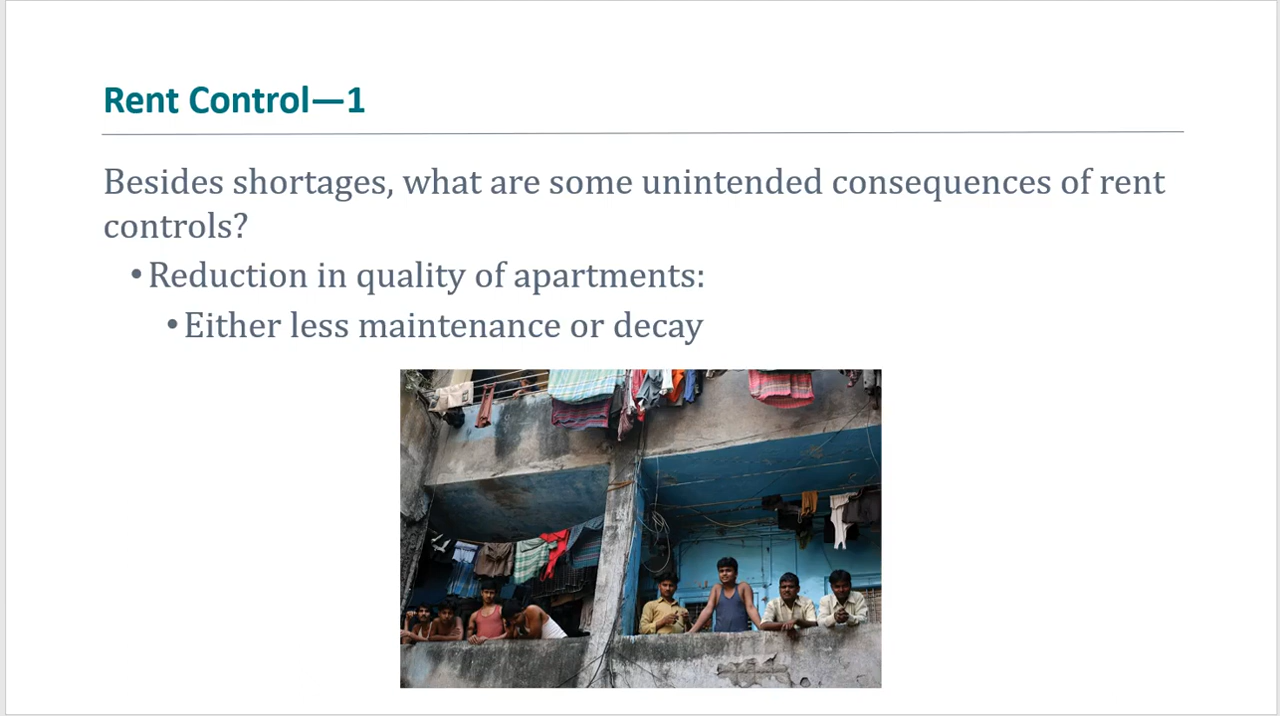 Rent Control—1
Besides shortages, what are some unintended consequences of rent
controls?
•Reduction in quality of apartments:
•Either less maintenance or decay